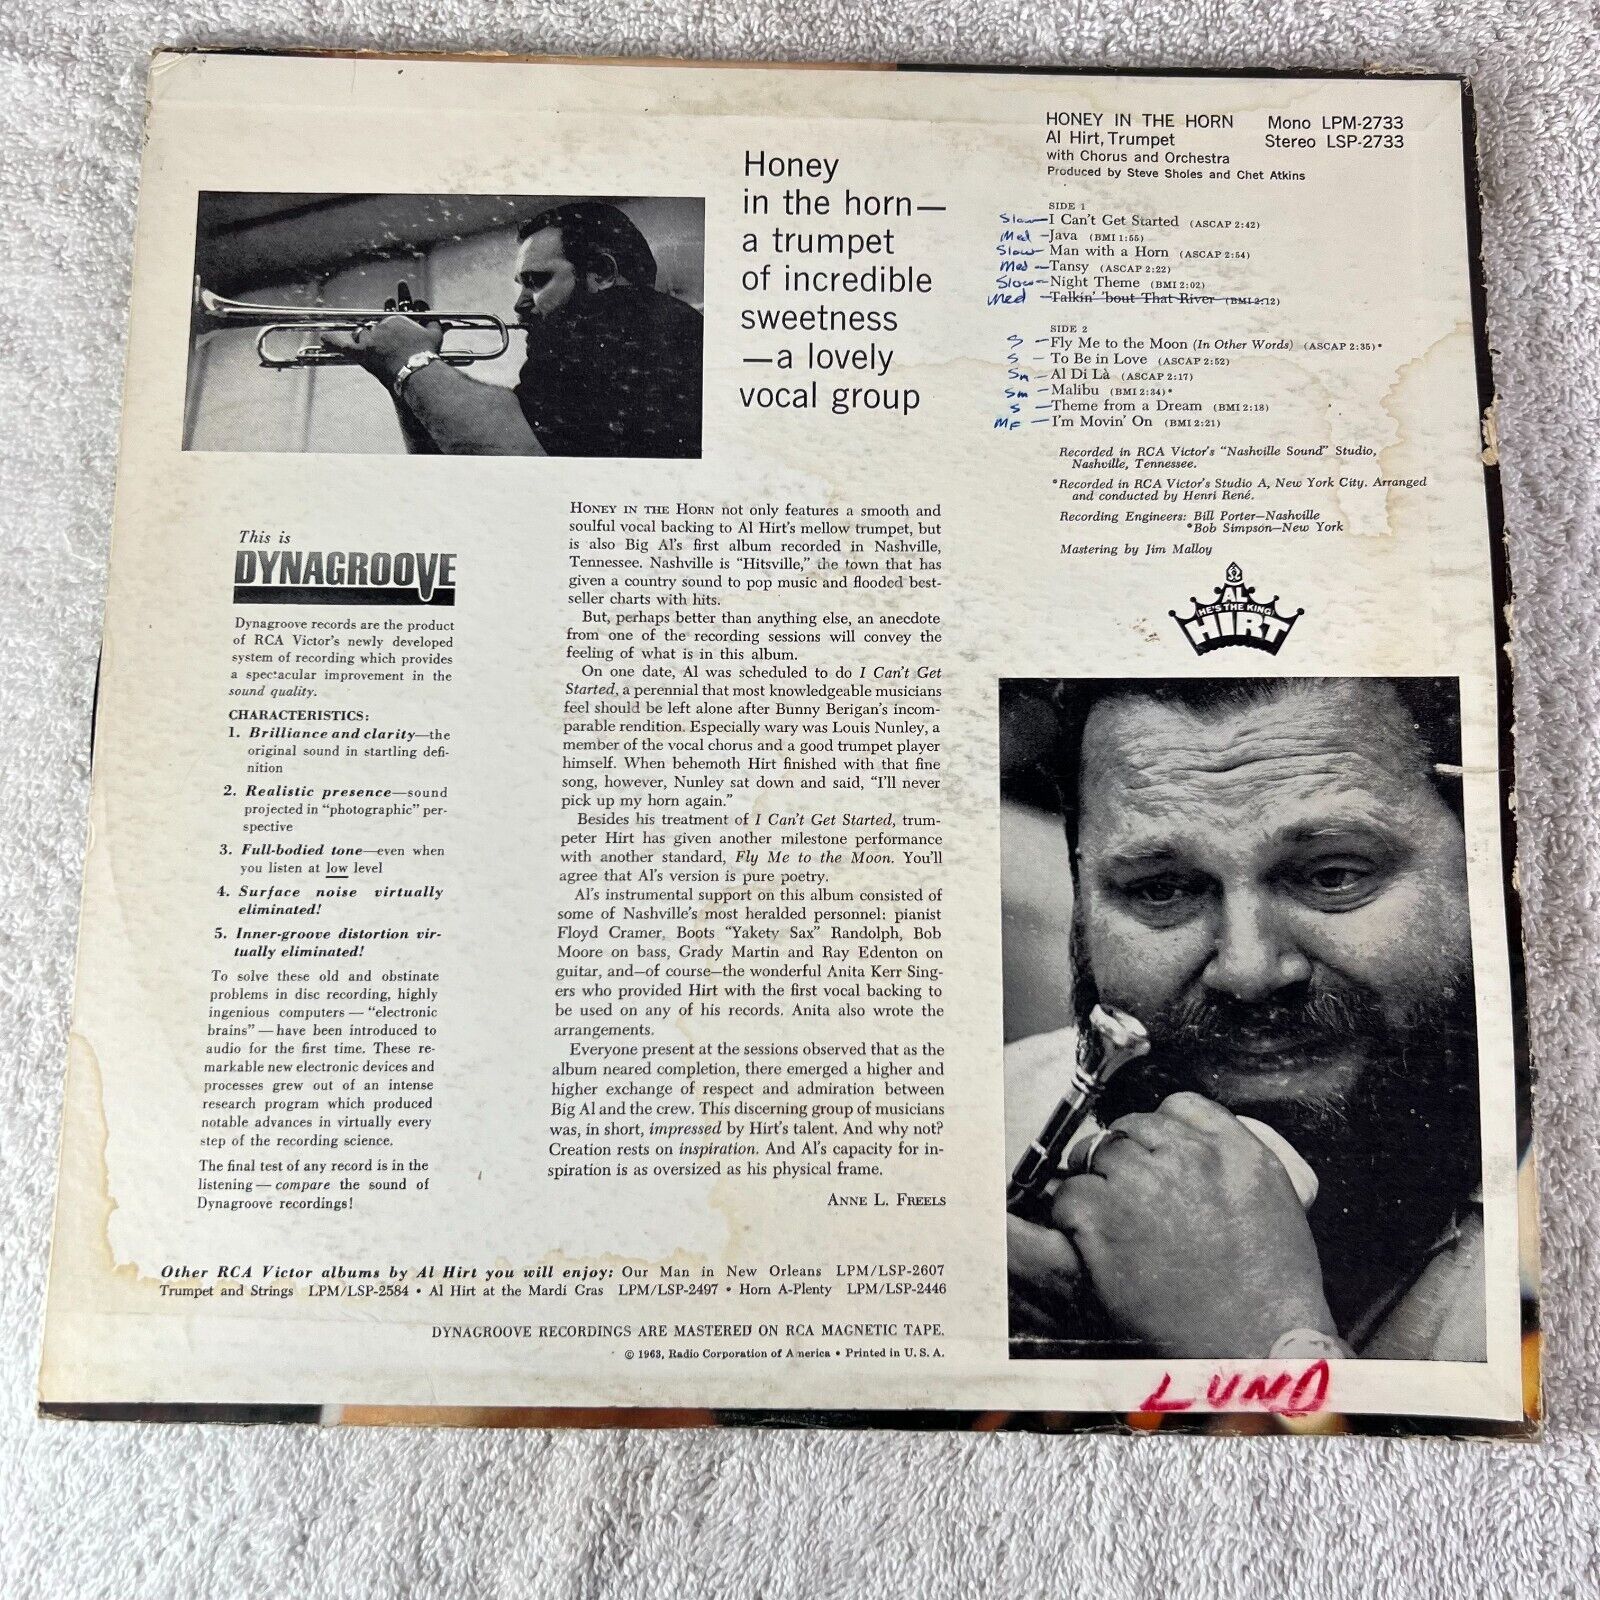 HONEY IN THE HORN Mono LPM-2733
Al Hirt, Trumpet Stereo LSP-2733
with Chorus and Orchestra
Produced by Steve Sholes and Chet Atkins
SIDE 1
Slow — I Can't Get Started (ASCAP 2:42)
Med — Java (BMI 1:55)
Slow — Man with a Horn (ASCAP 2:54)
Med — Tansy (ASCAP 2:22)
Slow — Night Theme (BMI 2:02)
Med — Talkin' 'bout That River (BMI 2:12)
SIDE 2
S — Fly Me to the Moon (In Other Words) (ASCAP 2:35)*
S — To Be in Love (ASCAP 2:52)
Sm — Al Di Là (ASCAP 2:17)
Sm — Malibu (BMI 2:34)*
S — Theme from a Dream (BMI 2:18)
MF — I'm Movin' On (BMI 2:21)
Recorded in RCA Victor's "Nashville Sound" Studio,
Nashville, Tennessee.
*Recorded in RCA Victor's Studio A, New York City. Arranged
and conducted by Henri René.
Recording Engineers: Bill Porter—Nashville
*Bob Simpson—New York
Mastering by Jim Malloy
AL
HE'S THE KING
HIRT
Honey
in the horn—
a trumpet
of incredible
sweetness
—a lovely
vocal group
This is
DYNAGROOVE
Dynagroove records are the product
of RCA Victor's newly developed
system of recording which provides
a spectacular improvement in the
sound quality.
CHARACTERISTICS:
1. Brilliance and clarity—the
original sound in startling defi-
nition
2. Realistic presence—sound
projected in "photographic" per-
spective
3. Full-bodied tone—even when
you listen at low level
4. Surface noise virtually
eliminated!
5. Inner-groove distortion vir-
tually eliminated!
To solve these old and obstinate
problems in disc recording, highly
ingenious computers — "electronic
brains" — have been introduced to
audio for the first time. These re-
markable new electronic devices and
processes grew out of an intense
research program which produced
notable advances in virtually every
step of the recording science.
The final test of any record is in the
listening — compare the sound of
Dynagroove recordings!
HONEY IN THE HORN not only features a smooth and
soulful vocal backing to Al Hirt's mellow trumpet, but
is also Big Al's first album recorded in Nashville,
Tennessee. Nashville is "Hitsville," the town that has
given a country sound to pop music and flooded best-
seller charts with hits.
But, perhaps better than anything else, an anecdote
from one of the recording sessions will convey the
feeling of what is in this album.
On one date, Al was scheduled to do I Can't Get
Started, a perennial that most knowledgeable musicians
feel should be left alone after Bunny Berigan's incom-
parable rendition. Especially wary was Louis Nunley, a
member of the vocal chorus and a good trumpet player
himself. When behemoth Hirt finished with that fine
song, however, Nunley sat down and said, "I'll never
pick up my horn again."
Besides his treatment of I Can't Get Started, trum-
peter Hirt has given another milestone performance
with another standard, Fly Me to the Moon. You'll
agree that Al's version is pure poetry.
Al's instrumental support on this album consisted of
some of Nashville's most heralded personnel: pianist
Floyd Cramer, Boots "Yakety Sax" Randolph, Bob
Moore on bass, Grady Martin and Ray Edenton on
guitar, and—of course—the wonderful Anita Kerr Sing-
ers who provided Hirt with the first vocal backing to
be used on any of his records. Anita also wrote the
arrangements.
Everyone present at the sessions observed that as the
album neared completion, there emerged a higher and
higher exchange of respect and admiration between
Big Al and the crew. This discerning group of musicians
was, in short, impressed by Hirt's talent. And why not?
Creation rests on inspiration. And Al's capacity for in-
spiration is as oversized as his physical frame.
ANNE L. FREELS
Other RCA Victor albums by Al Hirt you will enjoy: Our Man in New Orleans LPM/LSP-2607
Trumpet and Strings LPM/LSP-2584 • Al Hirt at the Mardi Gras LPM/LSP-2497 • Horn A-Plenty LPM/LSP-2446
DYNAGROOVE RECORDINGS ARE MASTERED ON RCA MAGNETIC TAPE.
© 1963, Radio Corporation of America • Printed in U. S. A.
LUND